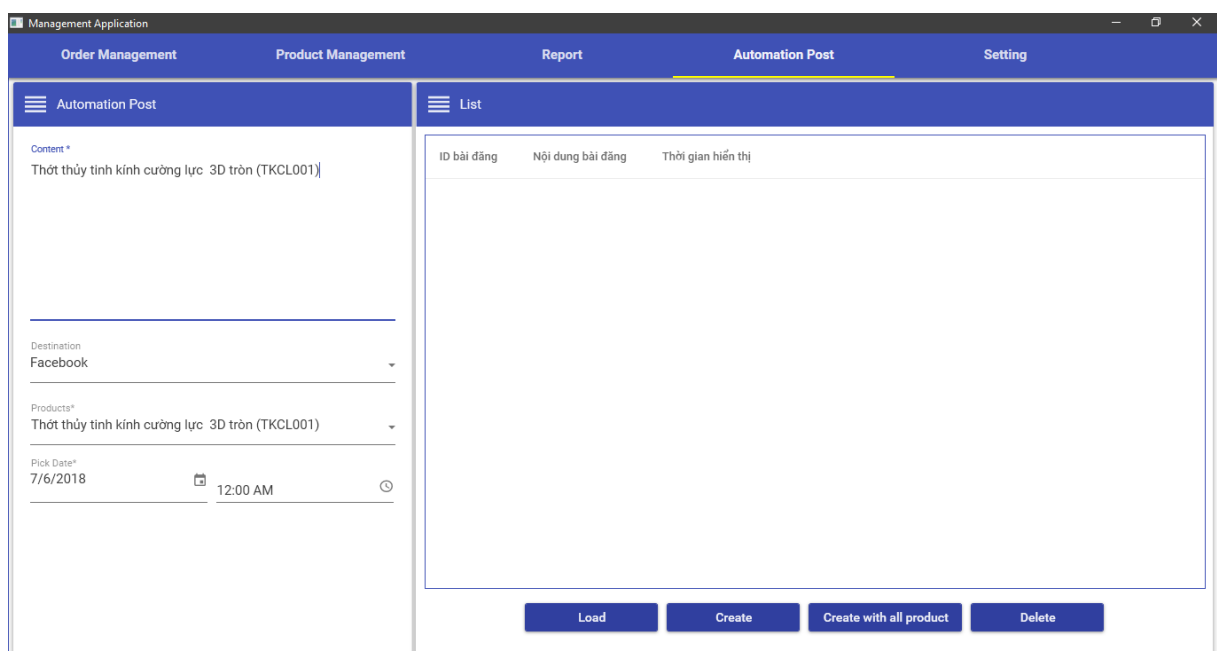 Management Application
Order Management Product Management Report Automation Post Setting
Automation Post
Content *
Thớt thủy tinh kính cường lực  3D tròn (TKCL001)
Destination
Facebook
Products*
Thớt thủy tinh kính cường lực  3D tròn (TKCL001)
Pick Date*
7/6/2018 12:00 AM
List
ID bài đăng Nội dung bài đăng Thời gian hiển thị
Load Create Create with all product Delete